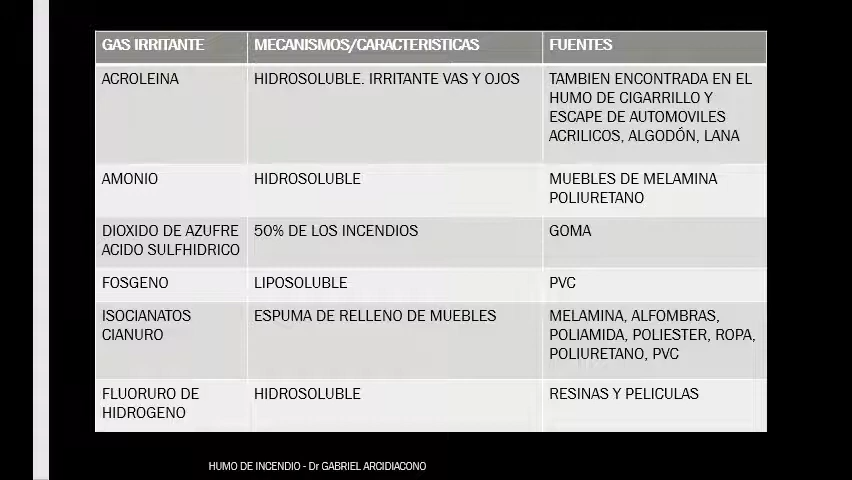 GAS IRRITANTE MECANISMOS/CARACTERISTICAS FUENTES
ACROLEINA HIDROSOLUBLE. IRRITANTE VAS Y OJOS TAMBIEN ENCONTRADA EN EL
HUMO DE CIGARRILLO Y
ESCAPE DE AUTOMOVILES
ACRILICOS, ALGODÓN, LANA
AMONIO HIDROSOLUBLE MUEBLES DE MELAMINA
POLIURETANO
DIOXIDO DE AZUFRE 50% DE LOS INCENDIOS GOMA
ACIDO SULFHIDRICO
FOSGENO LIPOSOLUBLE PVC
ISOCIANATOS ESPUMA DE RELLENO DE MUEBLES MELAMINA, ALFOMBRAS,
CIANURO POLIAMIDA, POLIESTER, ROPA,
POLIURETANO, PVC
FLUORURO DE HIDROSOLUBLE RESINAS Y PELICULAS
HIDROGENO
HUMO DE INCENDIO - Dr GABRIEL ARCIDIACONO